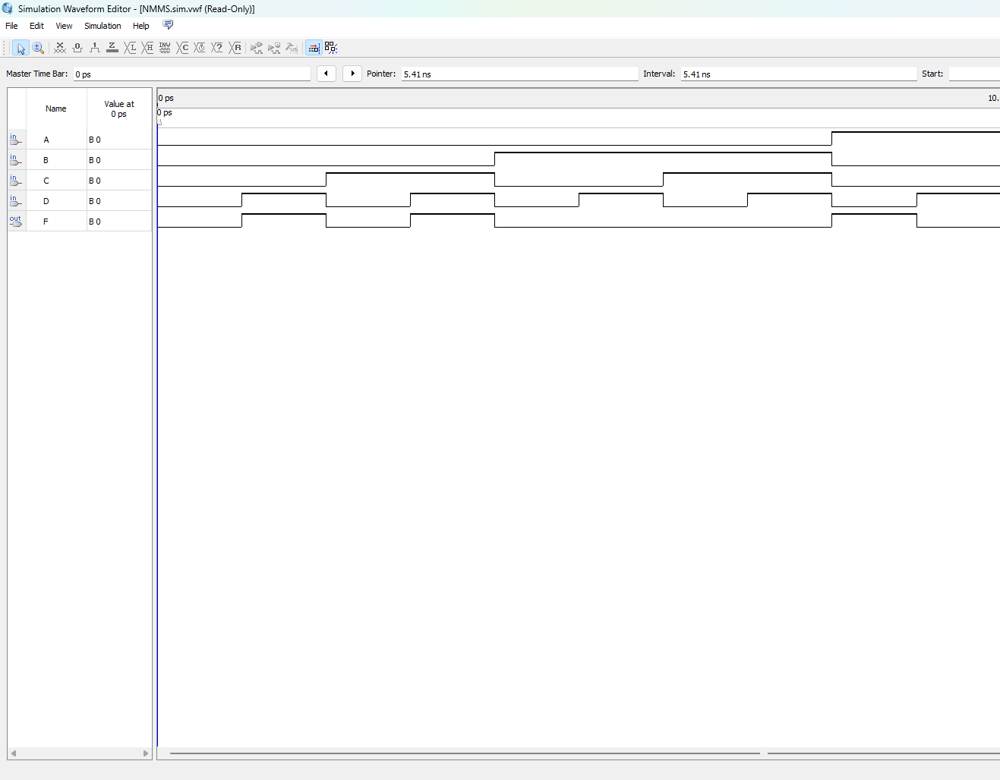 Simulation Waveform Editor - [NMMS.sim.vwf (Read-Only)]
File Edit View Simulation Help
Master Time Bar: 0 ps Pointer: 5.41 ns Interval: 5.41 ns Start:
Name Value at 0 ps
0 ps 10.
0 ps
in A B 0
in B B 0
in C B 0
in D B 0
out F B 0